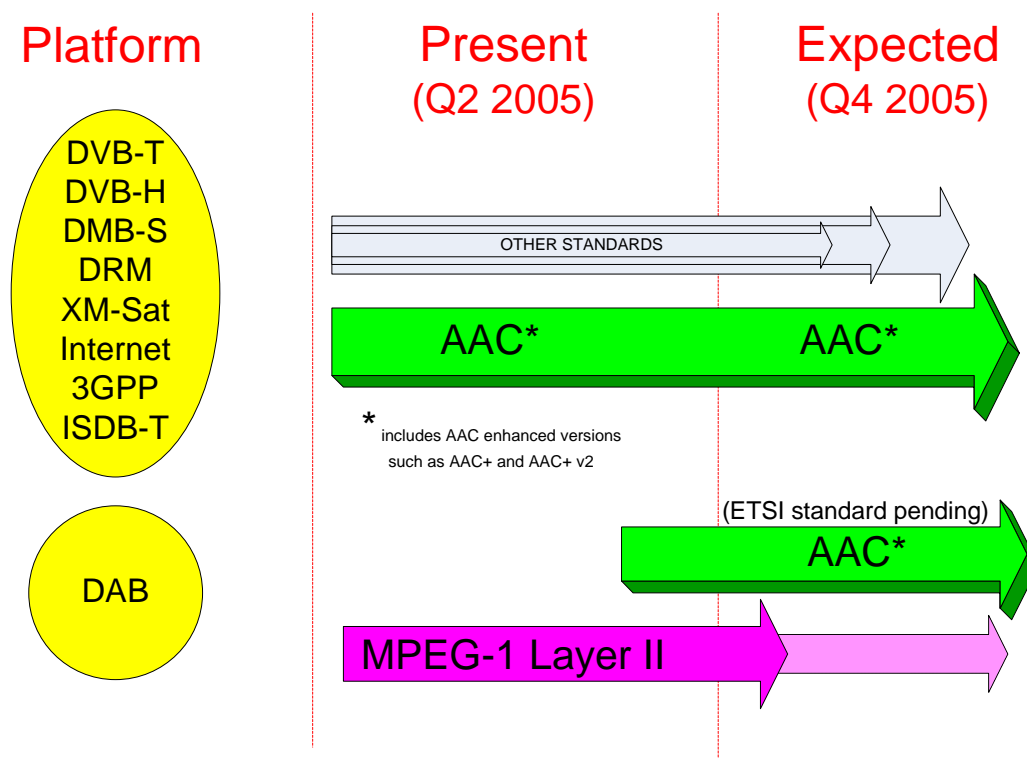 Platform
Present
(Q2 2005)
Expected
(Q4 2005)
DVB-T
DVB-H
DMB-S
DRM
XM-Sat
Internet
3GPP
ISDB-T
OTHER STANDARDS
AAC*
AAC*
* includes AAC enhanced versions
such as AAC+ and AAC+ v2
(ETSI standard pending)
AAC*
DAB
MPEG-1 Layer II